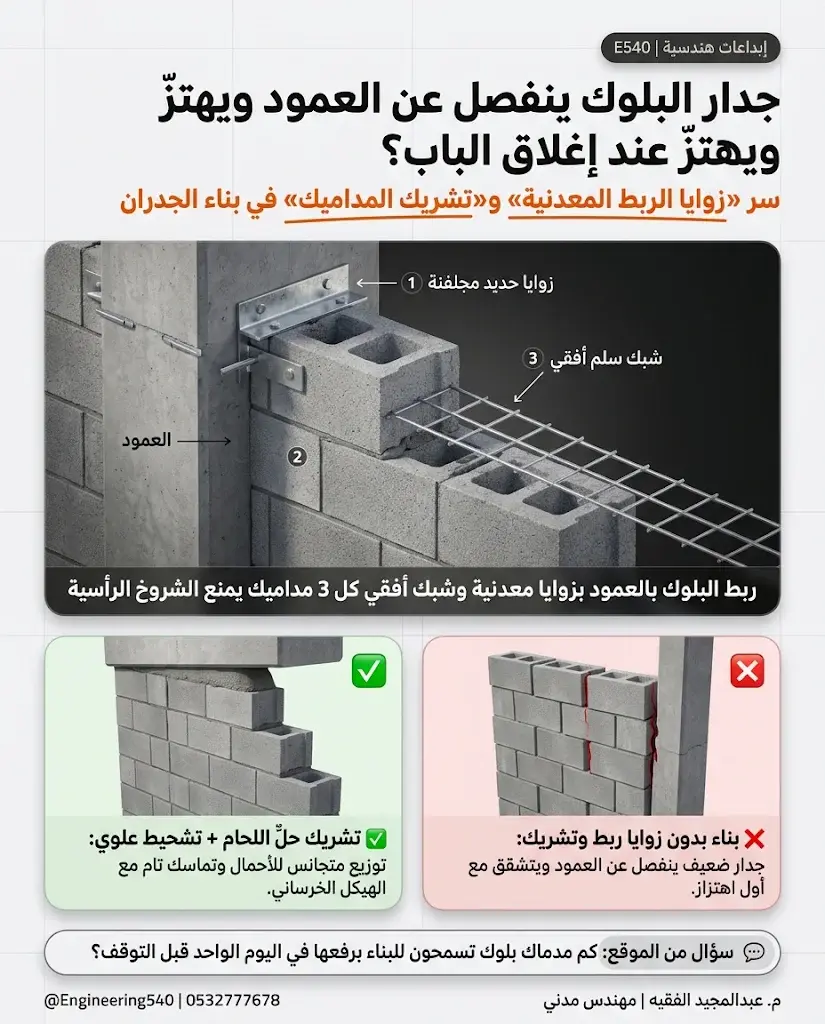 إبداعات هندسية | E540
جدار البلوك ينفصل عن العمود ويهتزّ
ويهتزّ عند إغلاق الباب؟
سر «زوايا الربط المعدنية» و«تشريك المداميك» في بناء الجدران
1 زوايا حديد مجلفنة
3 شبك سلم أفقي
العمود
2
ربط البلوك بالعمود بزوايا معدنية وشبك أفقي كل 3 مداميك يمنع الشروخ الرأسية
❌ بناء بدون زوايا ربط وتشريك:
جدار ضعيف ينفصل عن العمود ويتشقق مع
أول اهتزاز.
✅ تشريك حلٌّ اللحام + تشحيط علوي:
توزيع متجانس للأحمال وتماسك تام مع
الهيكل الخرساني.
💬 سؤال من الموقع: كم مدماك بلوك تسمحون للبناء برفعها في اليوم الواحد قبل التوقف؟
م. عبدالمجيد الفقيه | مهندس مدني
@Engineering540 | 0532777678